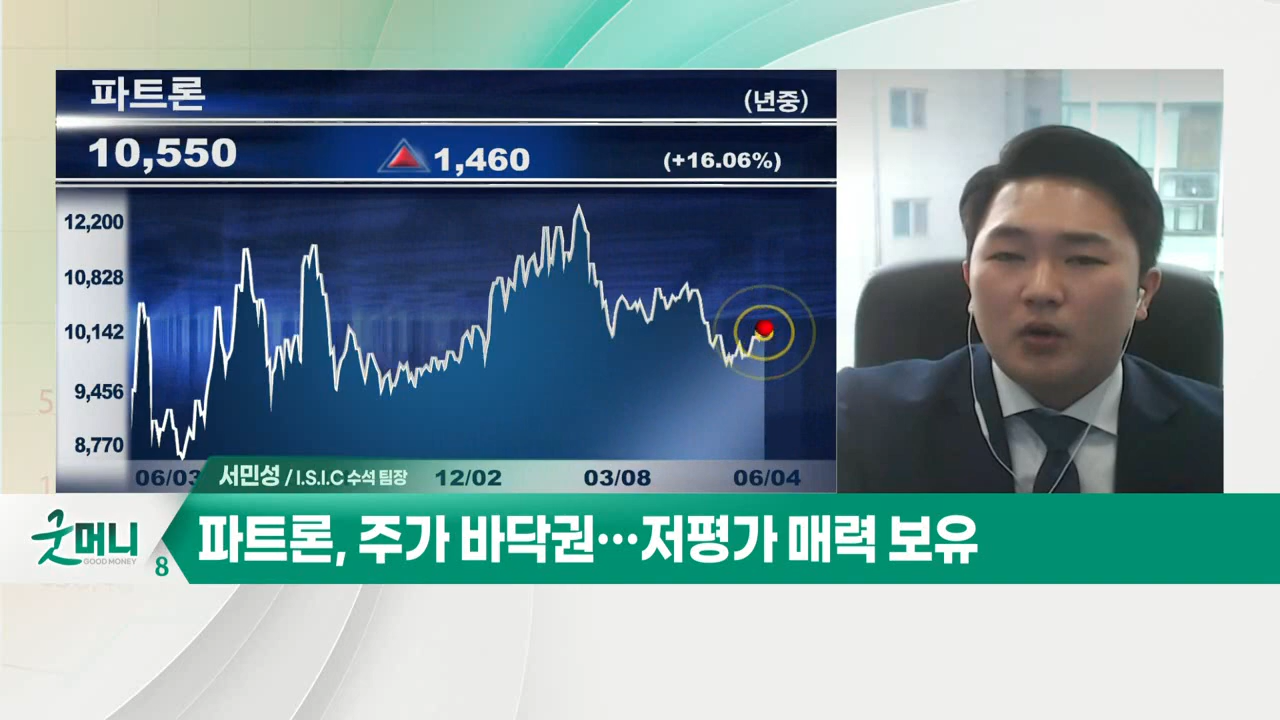 파트론
(년중)
10,550
1,460
(+16.06%)
12,200
10,828
10,142
9,456
8,770
06/03
12/02
03/08
06/04
서민성 / I.S.I.C 수석 팀장
굿머니
GOOD MONEY
8
파트론, 주가 바닥권…저평가 매력 보유